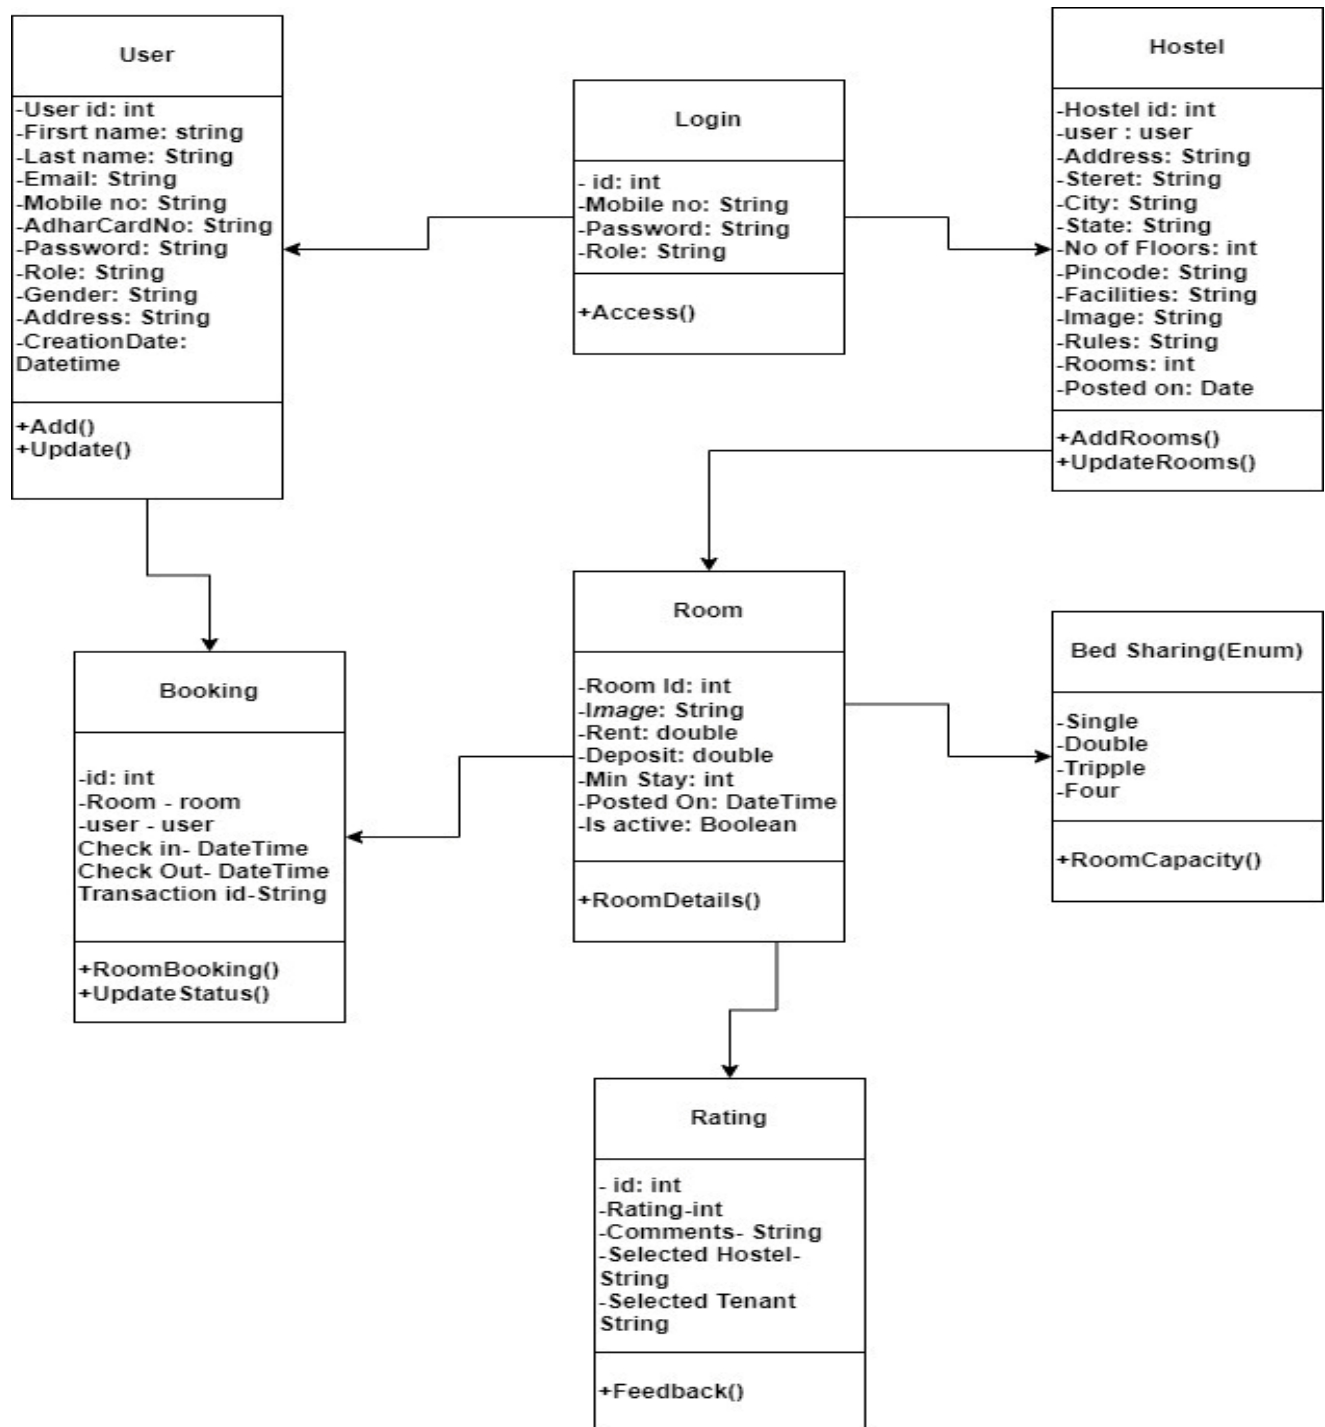 User
-User id: int
-Firsrt name: string
-Last name: String
-Email: String
-Mobile no: String
-AdharCardNo: String
-Password: String
-Role: String
-Gender: String
-Address: String
-CreationDate:
Datetime
+Add()
+Update()
Login
- id: int
-Mobile no: String
-Password: String
-Role: String
+Access()
Hostel
-Hostel id: int
-user : user
-Address: String
-Steret: String
-City: String
-State: String
-No of Floors: int
-Pincode: String
-Facilities: String
-Image: String
-Rules: String
-Rooms: int
-Posted on: Date
+AddRooms()
+UpdateRooms()
Booking
-id: int
-Room - room
-user - user
Check in- DateTime
Check Out- DateTime
Transaction id-String
+RoomBooking()
+UpdateStatus()
Room
-Room Id: int
-Image: String
-Rent: double
-Deposit: double
-Min Stay: int
-Posted On: DateTime
-Is active: Boolean
+RoomDetails()
Bed Sharing(Enum)
-Single
-Double
-Tripple
-Four
+RoomCapacity()
Rating
- id: int
-Rating-int
-Comments- String
-Selected Hostel-
String
-Selected Tenant
String
+Feedback()